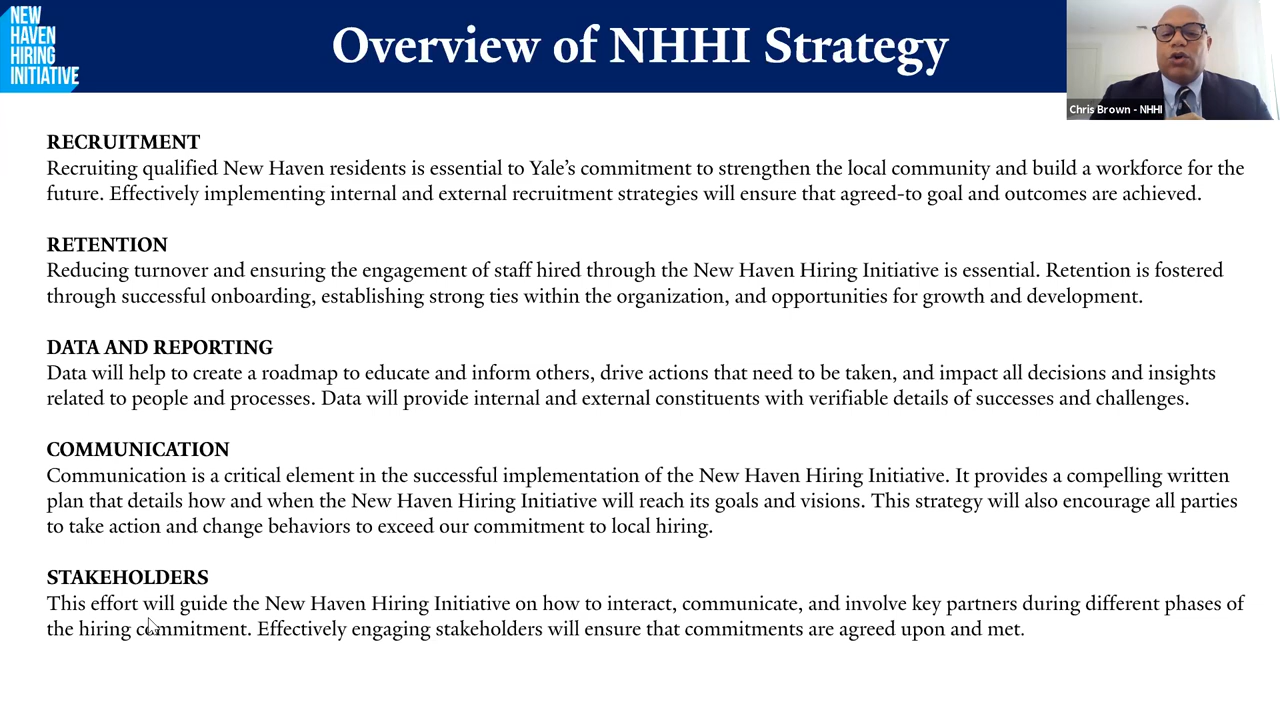 NEW
HAVEN
HIRING
INITIATIVE
Overview of NHHI Strategy
Chris Brown - NHHI
RECRUITMENT
Recruiting qualified New Haven residents is essential to Yale's commitment to strengthen the local community and build a workforce for the
future. Effectively implementing internal and external recruitment strategies will ensure that agreed-to goal and outcomes are achieved.
RETENTION
Reducing turnover and ensuring the engagement of staff hired through the New Haven Hiring Initiative is essential. Retention is fostered
through successful onboarding, establishing strong ties within the organization, and opportunities for growth and development.
DATA AND REPORTING
Data will help to create a roadmap to educate and inform others, drive actions that need to be taken, and impact all decisions and insights
related to people and processes. Data will provide internal and external constituents with verifiable details of successes and challenges.
COMMUNICATION
Communication is a critical element in the successful implementation of the New Haven Hiring Initiative. It provides a compelling written
plan that details how and when the New Haven Hiring Initiative will reach its goals and visions. This strategy will also encourage all parties
to take action and change behaviors to exceed our commitment to local hiring.
STAKEHOLDERS
This effort will guide the New Haven Hiring Initiative on how to interact, communicate, and involve key partners during different phases of
the hiring commitment. Effectively engaging stakeholders will ensure that commitments are agreed upon and met.